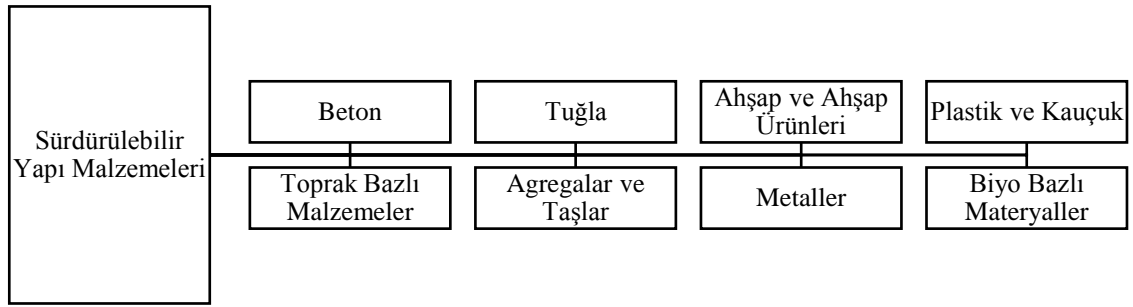 Sürdürülebilir
Yapı Malzemeleri
Beton
Tuğla
Ahşap ve Ahşap
Ürünleri
Plastik ve Kauçuk
Toprak Bazlı
Malzemeler
Agregalar ve
Taşlar
Metaller
Biyo Bazlı
Materyaller